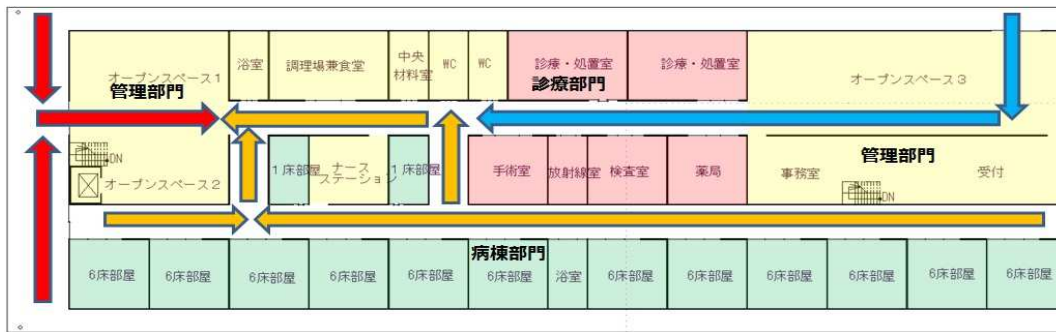 浴室
調理場兼食堂
中央
材料室
WC
WC
診療・処置室
診療・処置室
オープンスペース1
管理部門
診療部門
オープンスペース3
DN
オープンスペース2
1床部屋
ナース
ステーション
1床部屋
手術室
放射線室
検査室
薬局
管理部門
事務室
受付
DN
病棟部門
6床部屋
6床部屋
6床部屋
6床部屋
6床部屋
6床部屋
浴室
6床部屋
6床部屋
6床部屋
6床部屋
6床部屋
6床部屋